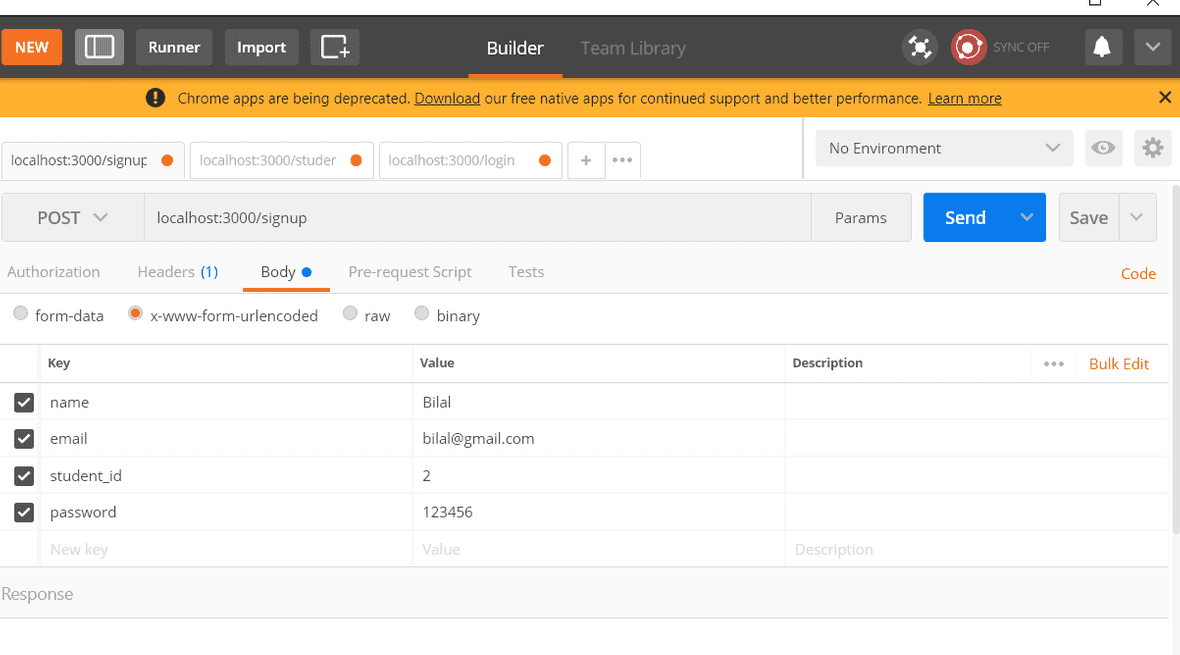 NEW Runner Import Builder Team Library SYNC OFF
Chrome apps are being deprecated. Download our free native apps for continued support and better performance. Learn more
localhost:3000/signup localhost:3000/studer localhost:3000/login + ••• No Environment
POST localhost:3000/signup Params Send Save
Authorization Headers (1) Body Pre-request Script Tests Code
form-data x-www-form-urlencoded raw binary
Key Value Description ••• Bulk Edit
name Bilal
email bilal@gmail.com
student_id 2
password 123456
New key Value Description
Response